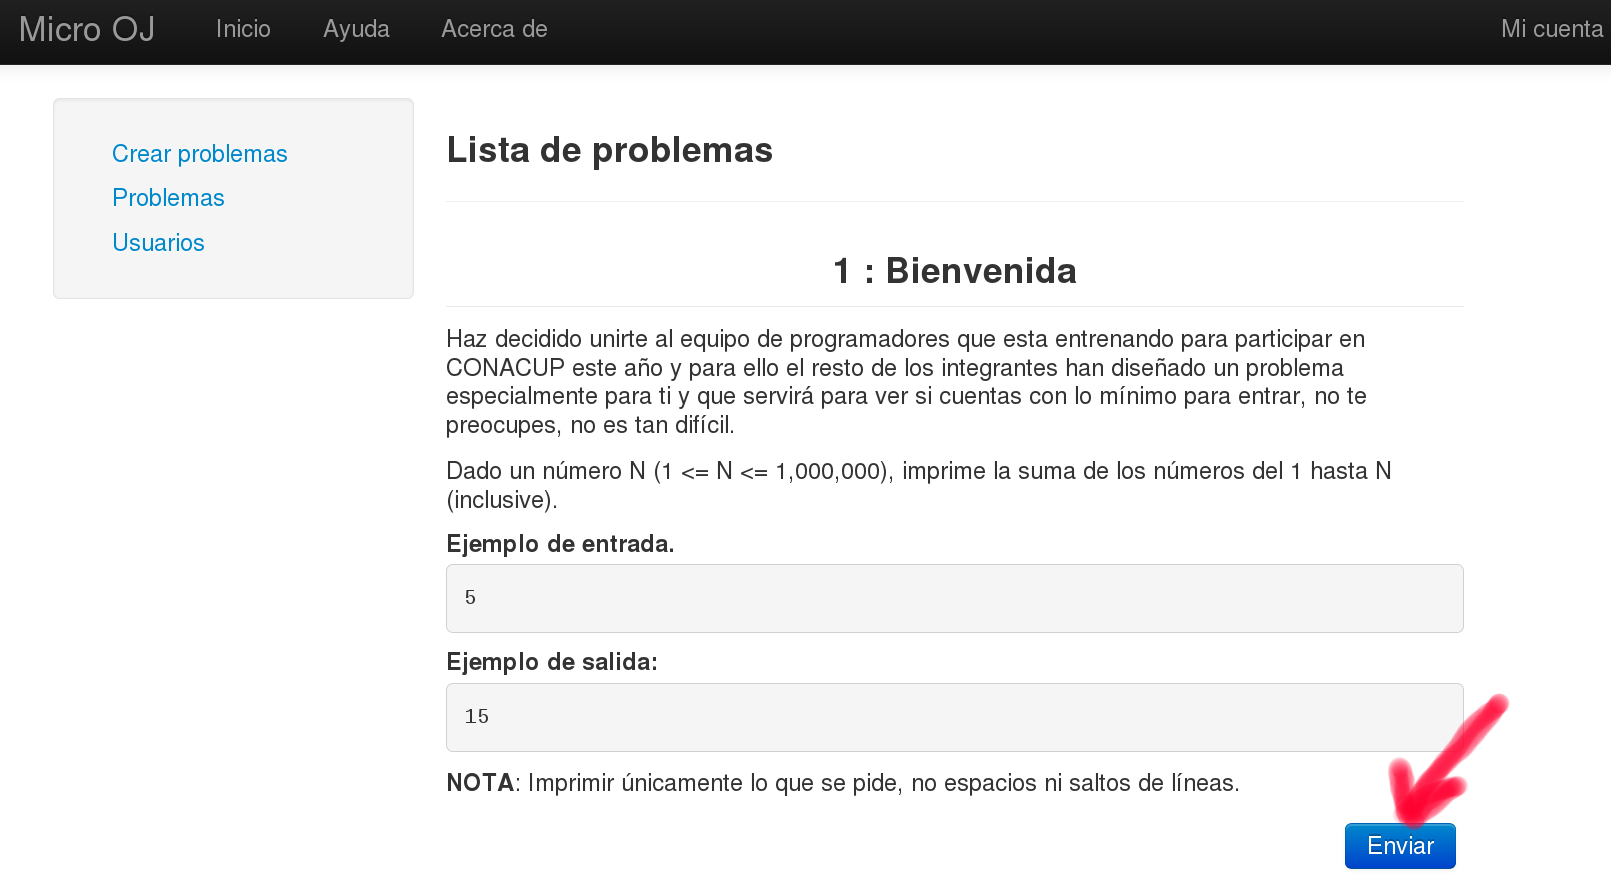 Micro OJ Inicio Ayuda Acerca de Mi cuenta
Crear problemas
Problemas
Usuarios
Lista de problemas
1 : Bienvenida
Haz decidido unirte al equipo de programadores que esta entrenando para participar en
CONACUP este año y para ello el resto de los integrantes han diseñado un problema
especialmente para ti y que servirá para ver si cuentas con lo mínimo para entrar, no te
preocupes, no es tan difícil.
Dado un número N (1 <= N <= 1,000,000), imprime la suma de los números del 1 hasta N
(inclusive).
Ejemplo de entrada.
5
Ejemplo de salida:
15
NOTA: Imprimir únicamente lo que se pide, no espacios ni saltos de líneas.
Enviar